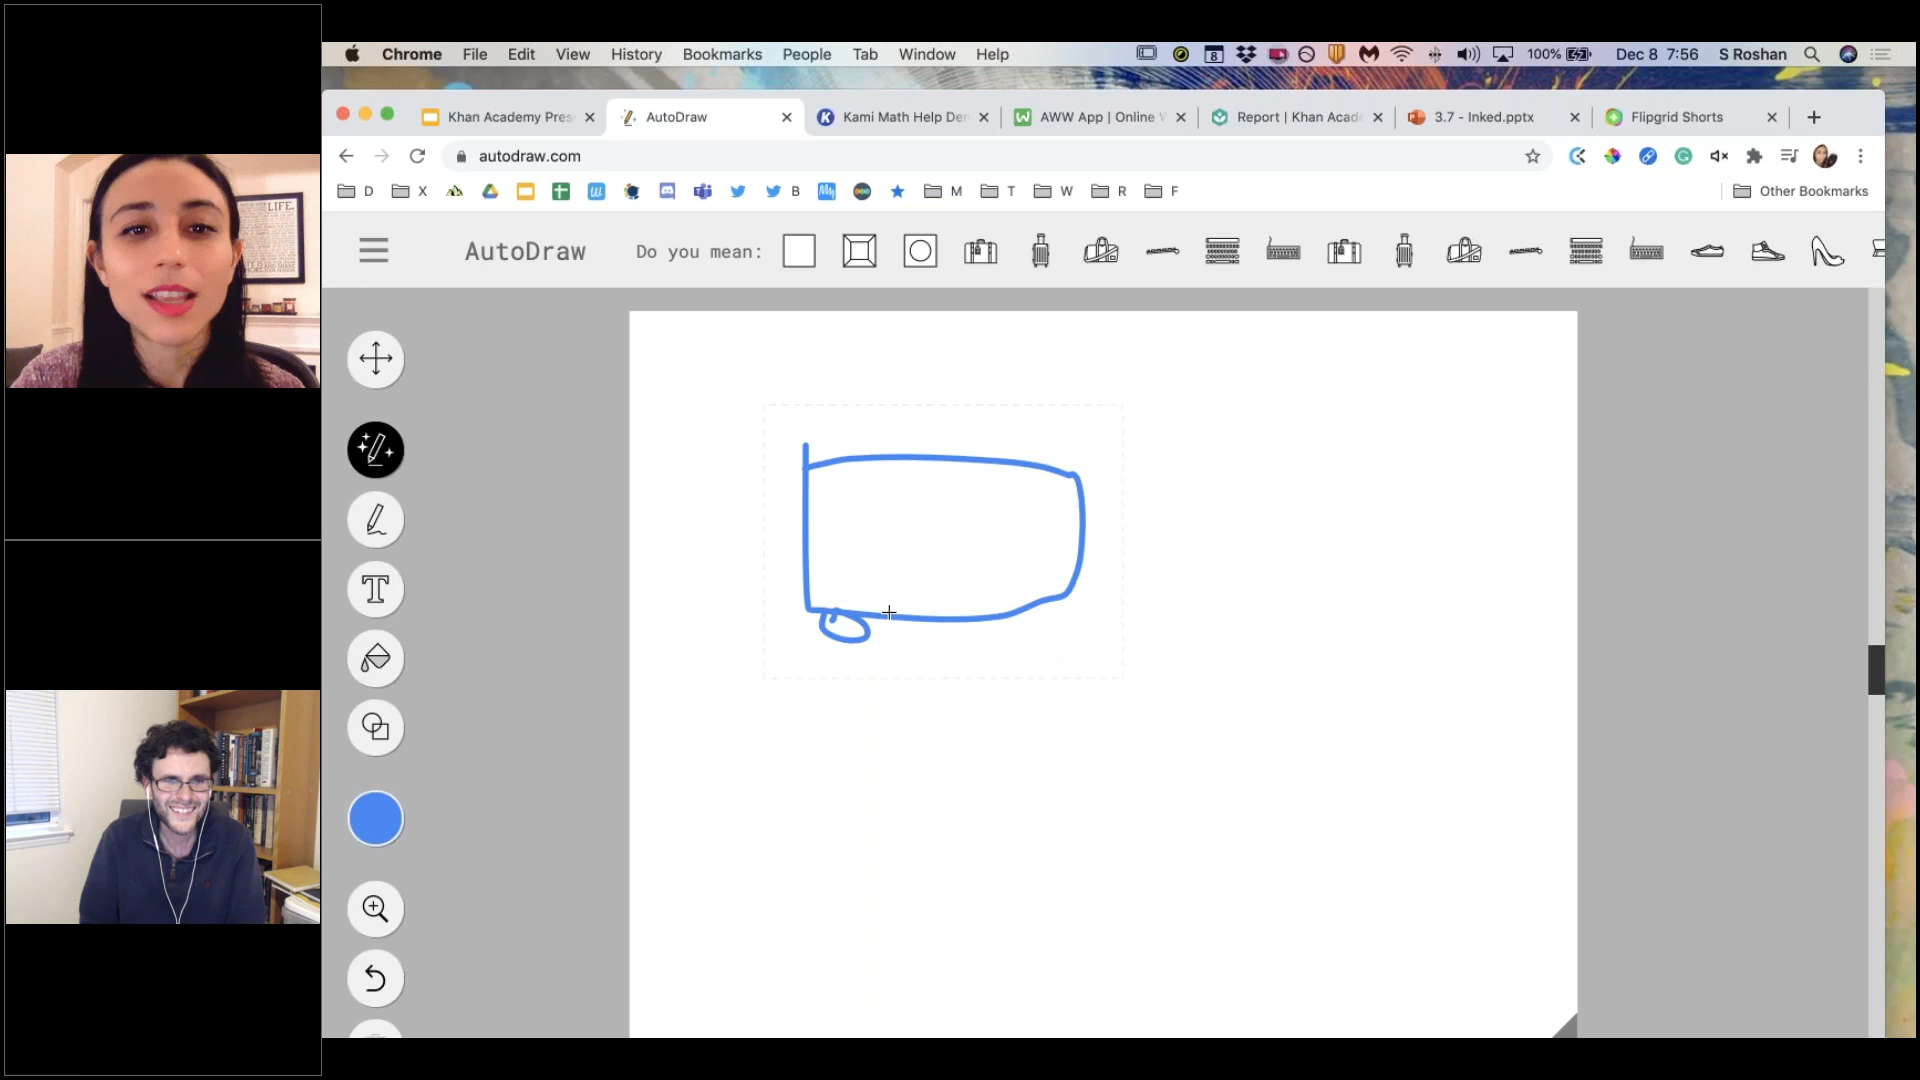 Chrome File Edit View History Bookmarks People Tab Window Help 8 100% Dec 8 7:56 S Roshan
Khan Academy Pres AutoDraw Kami Math Help De AWW App | Online Report | Khan Acad 3.7 - Inked.pptx Flipgrid Shorts
autodraw.com
D X B M T W R F Other Bookmarks
AutoDraw Do you mean:
LIFE.